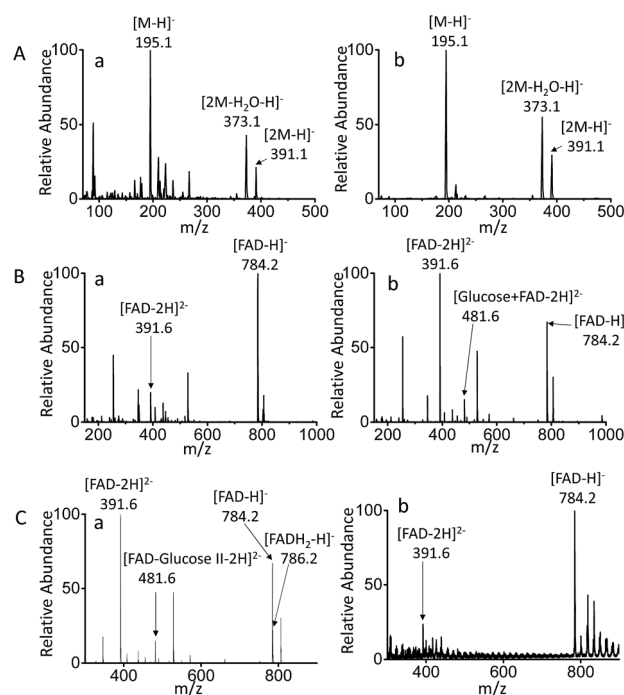 A
a
[M-H]⁻
195.1
[2M-H₂O-H]⁻
373.1
[2M-H]⁻
391.1
Relative Abundance
100
50
0
100 200 300 400 500
m/z
b
[M-H]⁻
195.1
[2M-H₂O-H]⁻
373.1
[2M-H]⁻
391.1
Relative Abundance
100
50
0
100 200 300 400 500
m/z
B
a
[FAD-H]⁻
784.2
[FAD-2H]²⁻
391.6
Relative Abundance
100
50
0
200 400 600 800 1000
m/z
b
[FAD-2H]²⁻
391.6
[Glucose+FAD-2H]²⁻
481.6
[FAD-H]
784.2
Relative Abundance
100
50
0
200 400 600 800 1000
m/z
C
a
[FAD-2H]²⁻
391.6
[FAD-H]⁻
784.2
[FADH₂-H]⁻
786.2
[FAD-Glucose II-2H]²⁻
481.6
Relative Abundance
100
50
0
400 600 800
m/z
b
[FAD-H]⁻
784.2
[FAD-2H]²⁻
391.6
Relative Abundance
100
50
0
400 600 800
m/z